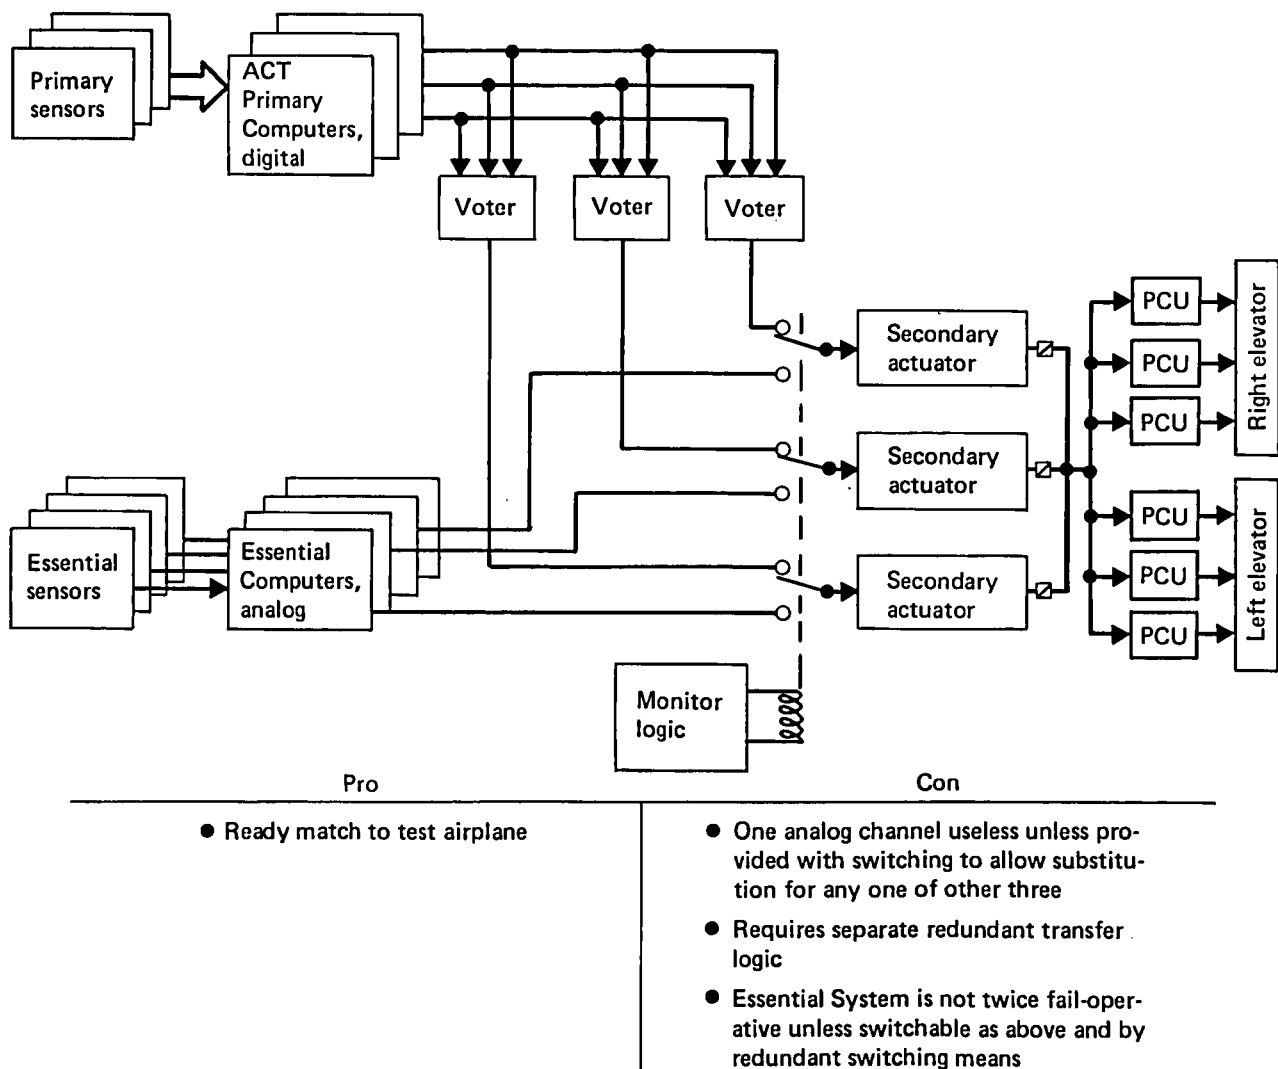 Primary
sensors
ACT
Primary
Computers,
digital
Voter
Voter
Voter
Secondary
actuator
Secondary
actuator
Secondary
actuator
PCU
PCU
PCU
Right elevator
PCU
PCU
PCU
Left elevator
Essential
sensors
Essential
Computers,
analog
Monitor
logic
Pro
● Ready match to test airplane
Con
● One analog channel useless unless pro-
vided with switching to allow substitu-
tion for any one of other three
● Requires separate redundant transfer
logic
● Essential System is not twice fail-oper-
ative unless switchable as above and by
redundant switching means